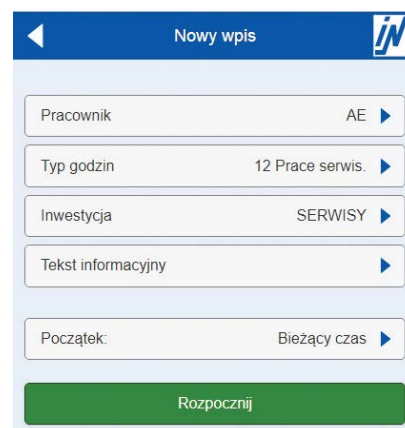 Nowy wpis
Pracownik AE
Typ godzin 12 Prace serwis.
Inwestycja SERWISY
Tekst informacyjny
Początek: Bieżący czas
Rozpocznij